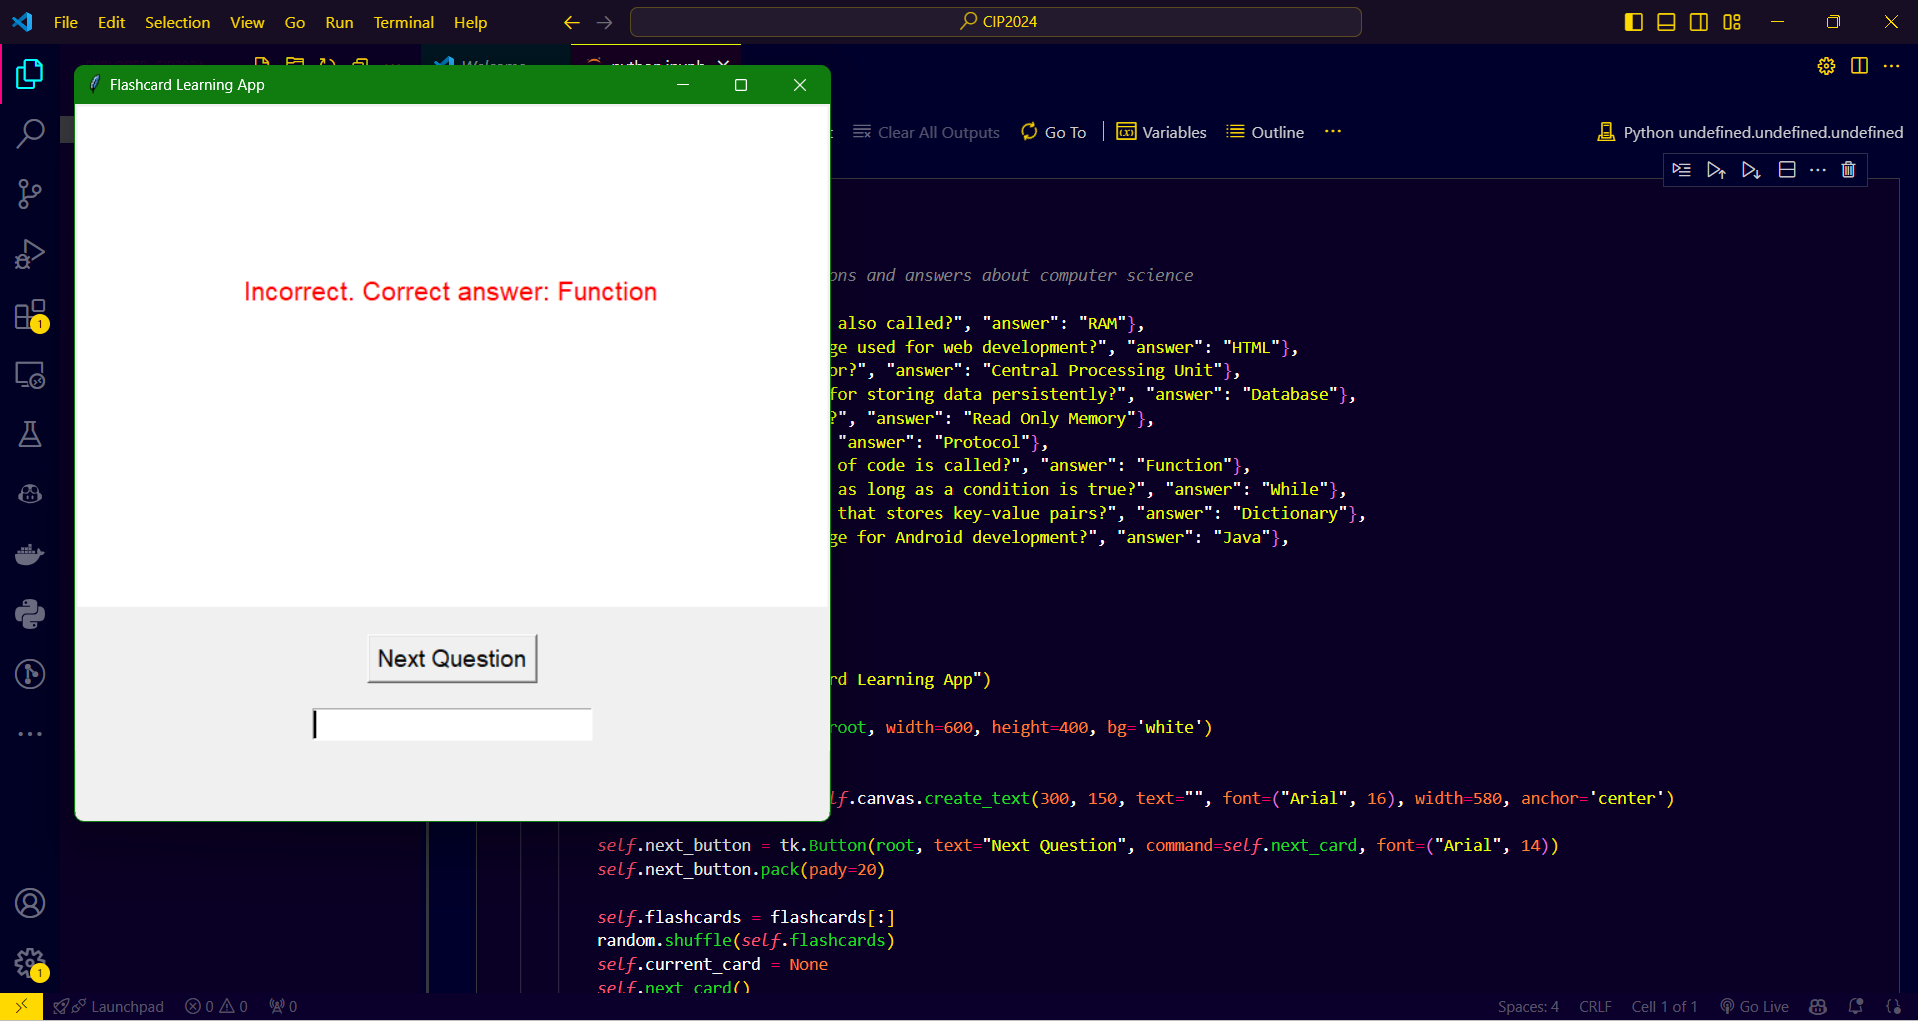 File Edit Selection View Go Run Terminal Help
CIP2024
Welcome python.ipynb
Flashcard Learning App
Clear All Outputs Go To Variables Outline ...
Python undefined.undefined.undefined
Incorrect. Correct answer: Function
Next Question
ons and answers about computer science
also called?", "answer": "RAM"},
ge used for web development?", "answer": "HTML"},
or?", "answer": "Central Processing Unit"},
for storing data persistently?", "answer": "Database"},
?", "answer": "Read Only Memory"},
"answer": "Protocol"},
of code is called?", "answer": "Function"},
as long as a condition is true?", "answer": "While"},
that stores key-value pairs?", "answer": "Dictionary"},
ge for Android development?", "answer": "Java"},
rd Learning App")
root, width=600, height=400, bg='white')
lf.canvas.create_text(300, 150, text="", font=("Arial", 16), width=580, anchor='center')
self.next_button = tk.Button(root, text="Next Question", command=self.next_card, font=("Arial", 14))
self.next_button.pack(pady=20)
self.flashcards = flashcards[:]
random.shuffle(self.flashcards)
self.current_card = None
self.next_card()
1
1
Launchpad 0 0 0
Spaces: 4 CRLF Cell 1 of 1 Go Live